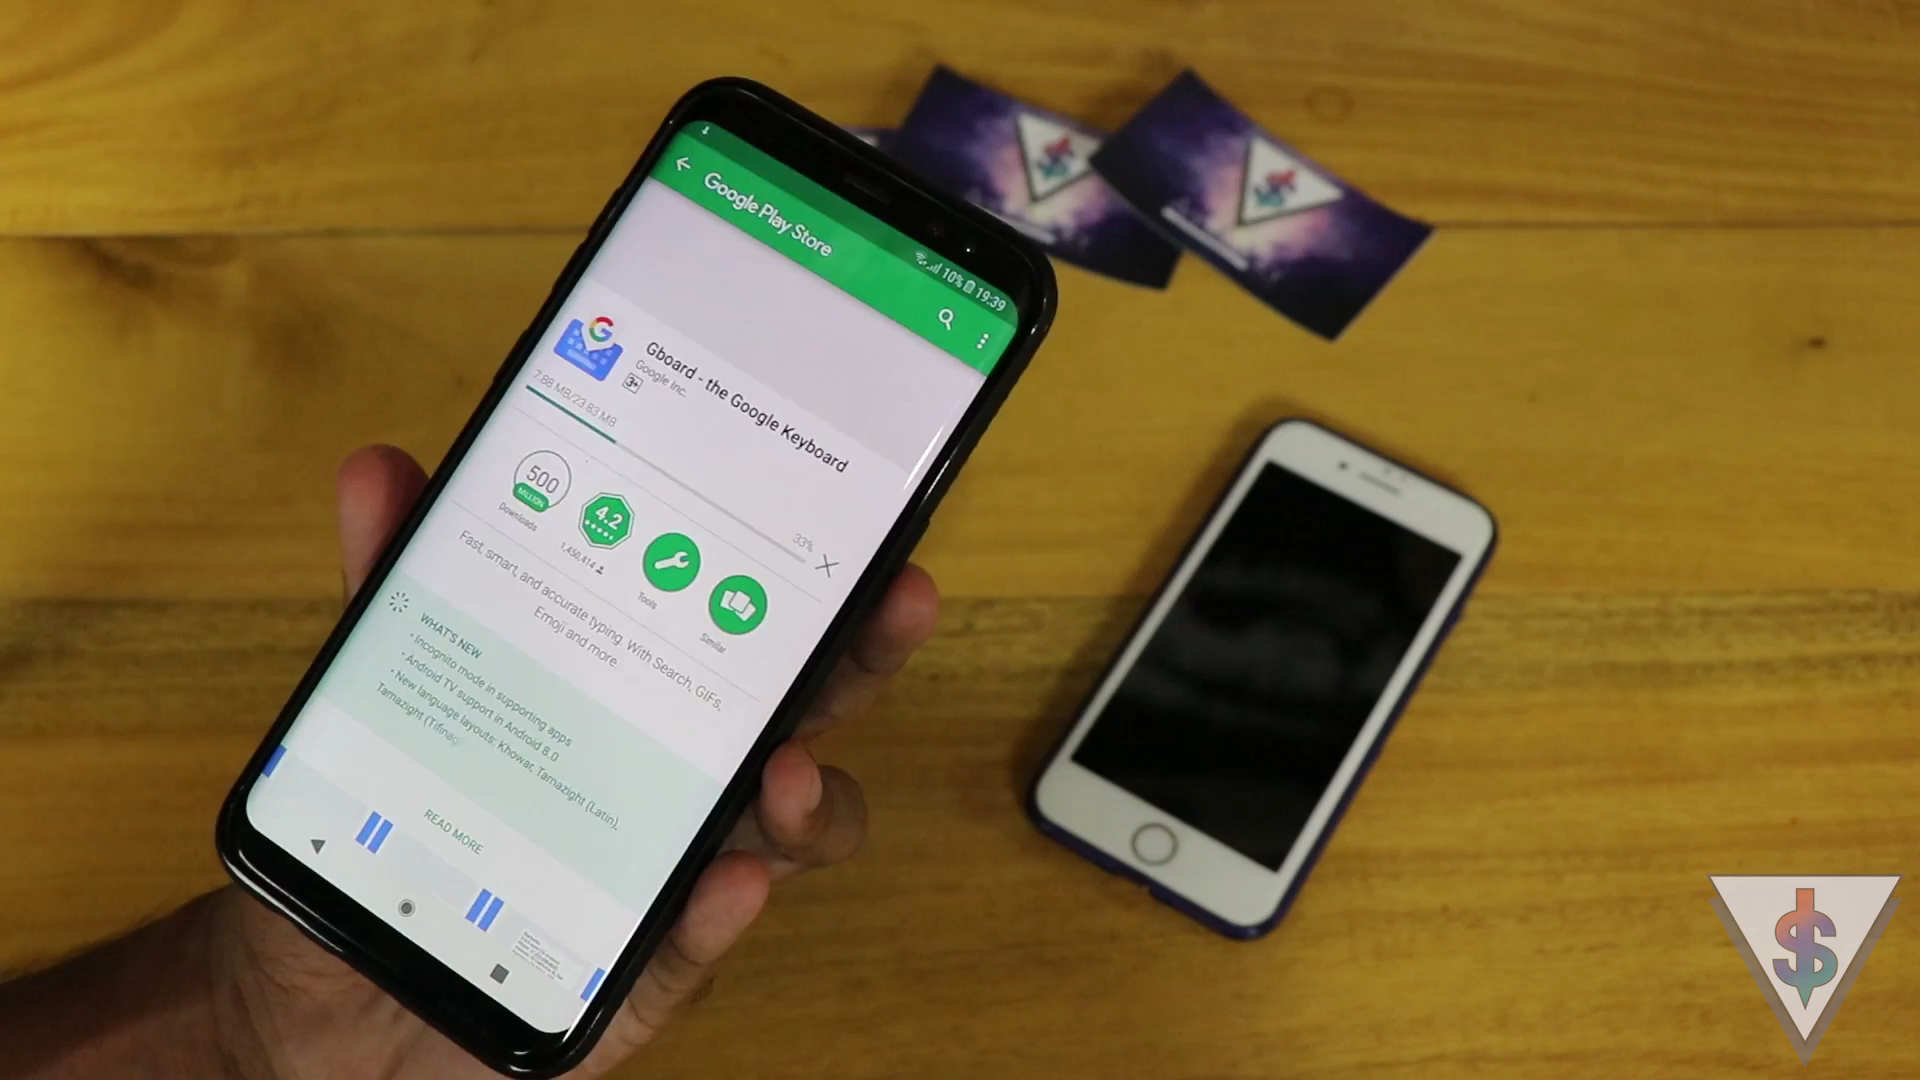 10% 19:39
Google Play Store
Gboard - the Google Keyboard
Google Inc.
3+
7.88 MB/23.83 MB
33%
500
MILLION
Downloads
4.2
1,450,414
Tools
Similar
Fast, smart, and accurate typing. With Search, GIFs,
Emoji and more.
WHAT'S NEW
• Incognito mode in supporting apps
• Android TV support in Android 8.0
• New language layouts: Khowar, Tamazight (Latin),
Tamazight (Tifinag
READ MORE
$